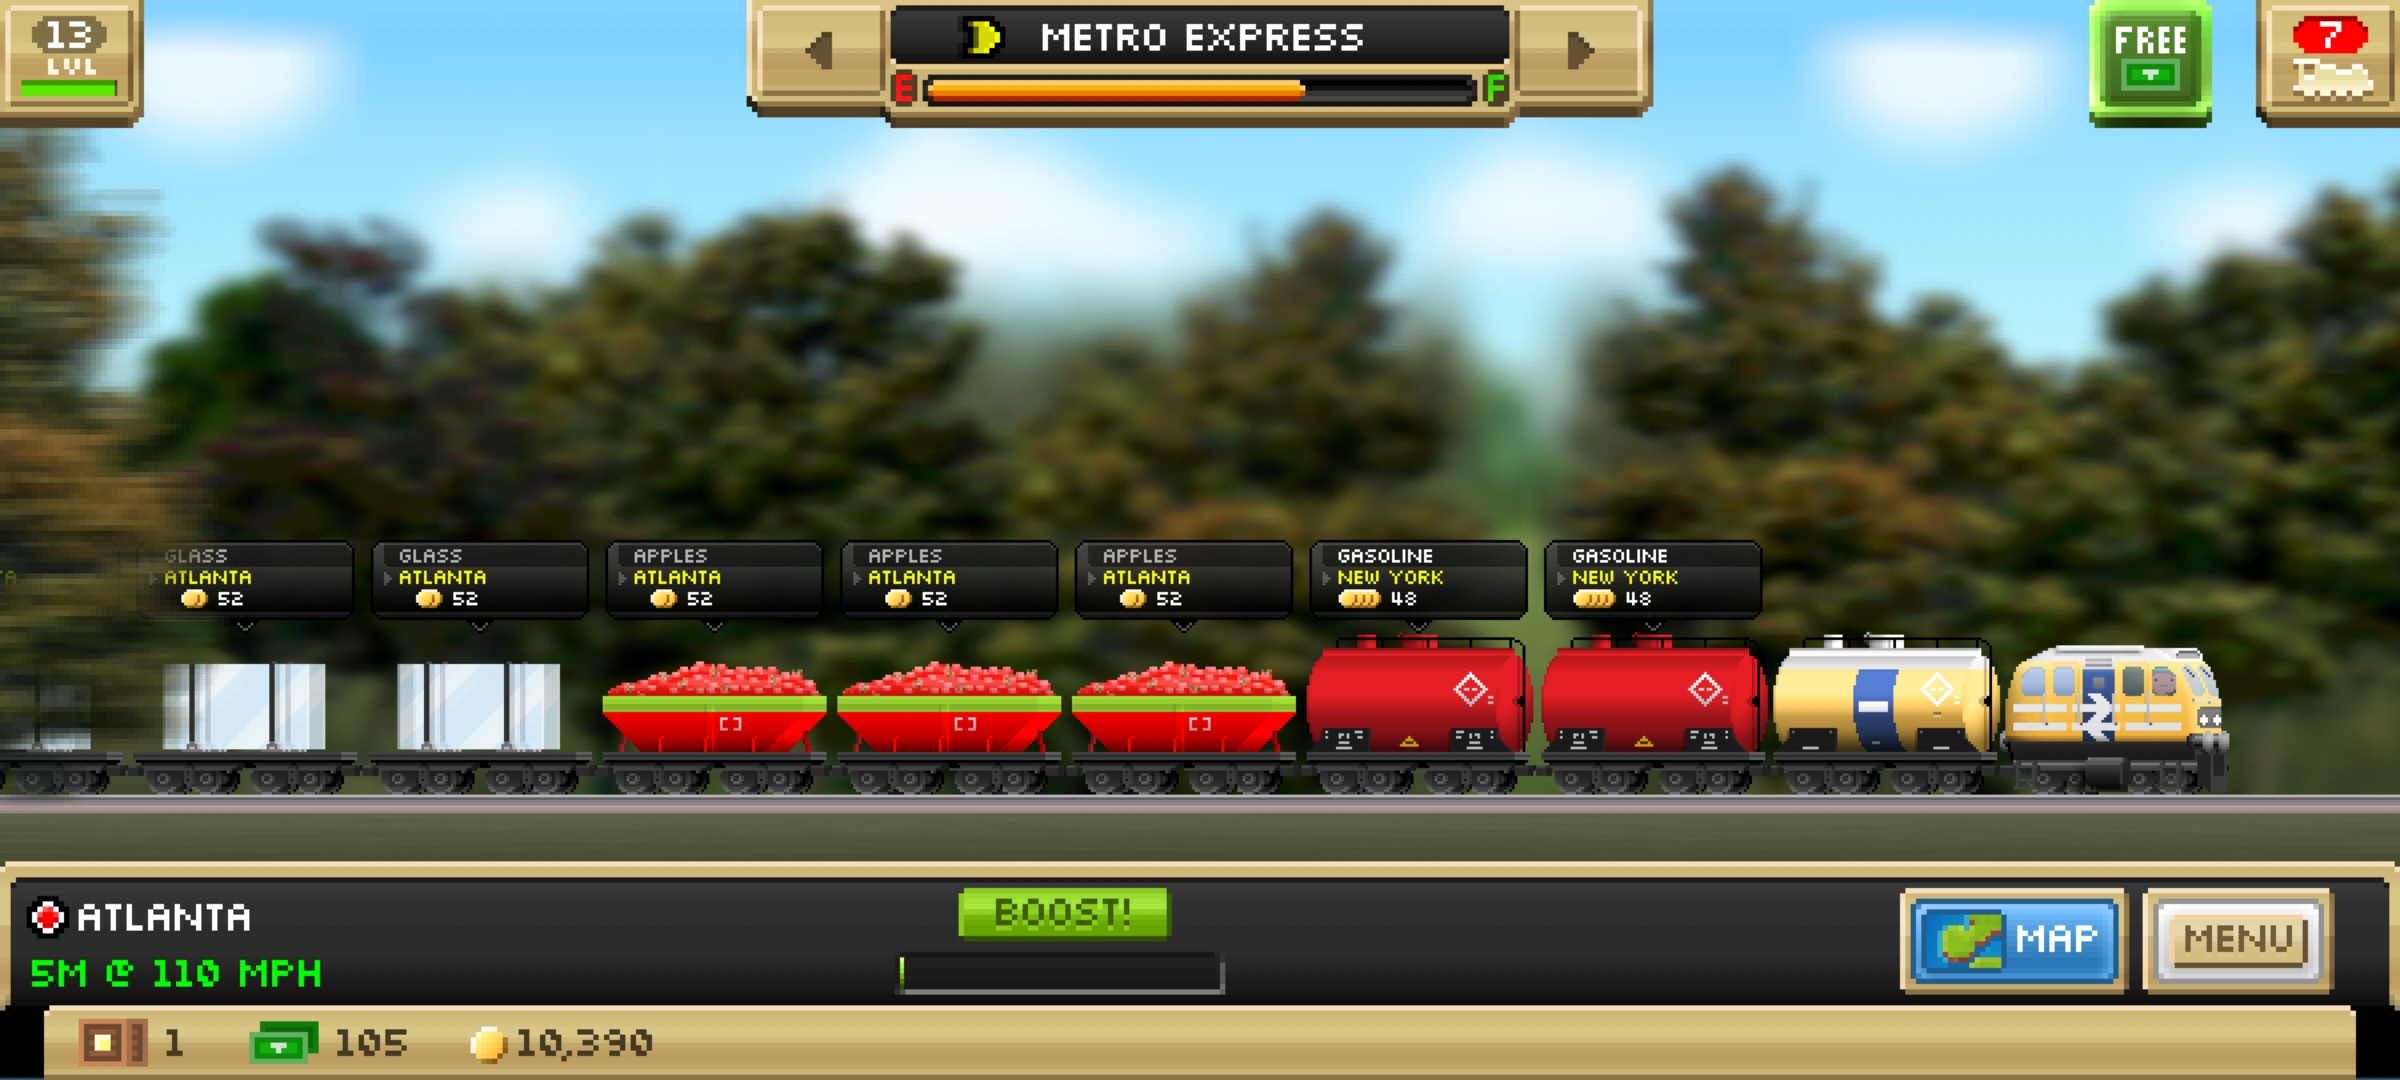 13
LVL
METRO EXPRESS
E
F
FREE
7
GLASS
ATLANTA
52
GLASS
ATLANTA
52
APPLES
ATLANTA
52
APPLES
ATLANTA
52
APPLES
ATLANTA
52
GASOLINE
NEW YORK
48
GASOLINE
NEW YORK
48
ATLANTA
5M @ 110 MPH
BOOST!
MAP
MENU
1
105
10,390